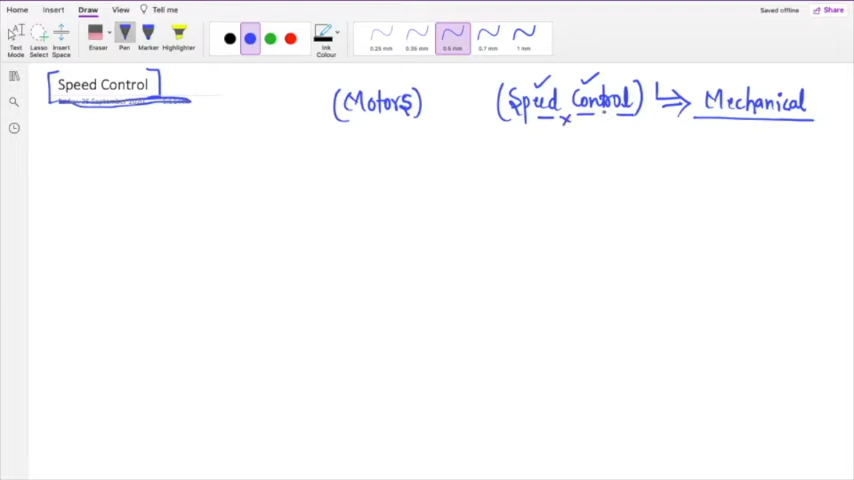 Home Insert Draw View Tell me Saved offline Share
Text Mode Lasso Select Insert Space Eraser Pen Marker Highlighter Ink Colour 0.25 mm 0.35 mm 0.5 mm 0.7 mm 1 mm
[Speed Control]
(Motors) (Speed Control) ⇒ Mechanical